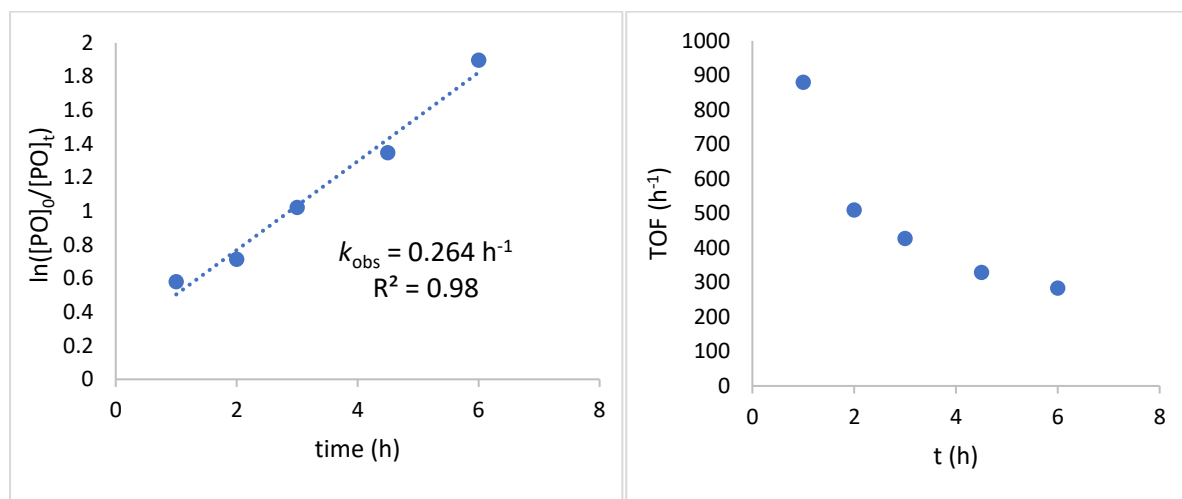 2
1.8
1.6
1.4
1.2
1
0.8
0.6
0.4
0.2
0
ln([PO]0/[PO]t)
kobs = 0.264 h-1
R² = 0.98
0 2 4 6 8
time (h)
1000
900
800
700
600
500
400
300
200
100
0
TOF (h-1)
0 2 4 6 8
t (h)